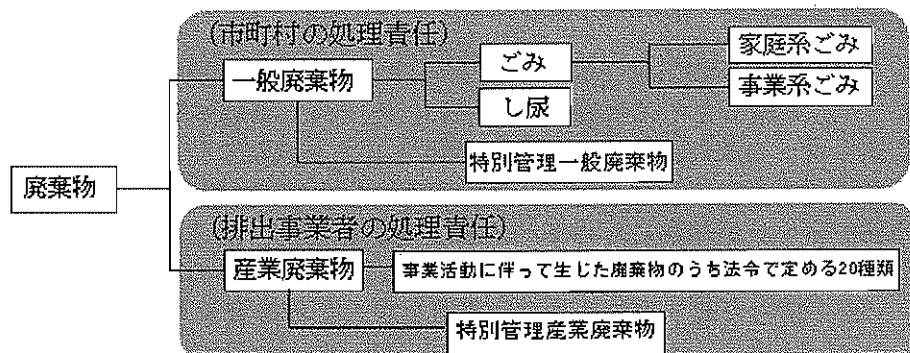 (市町村の処理責任)
家庭系ごみ
ごみ
一般廃棄物
事業系ごみ
し尿
特別管理一般廃棄物
廃棄物
(排出事業者の処理責任)
産業廃棄物
事業活動に伴って生じた廃棄物のうち法令で定める20種類
特別管理産業廃棄物